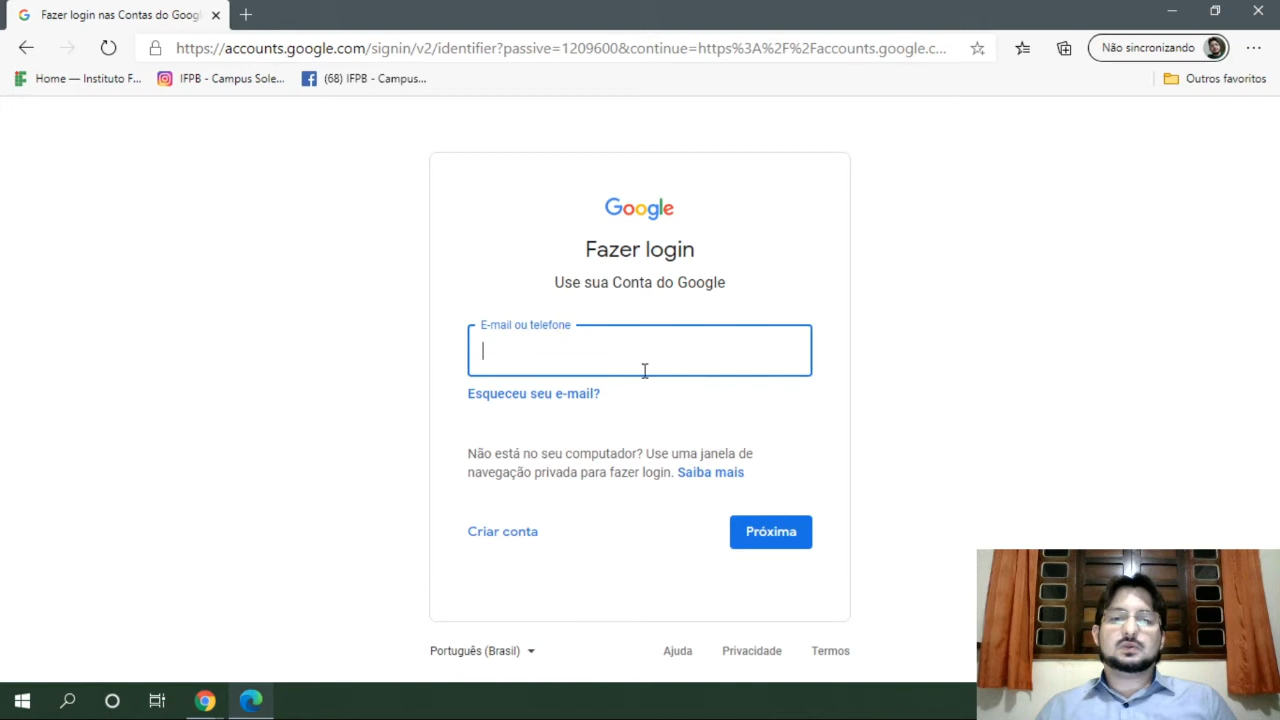 Fazer login nas Contas do Googl
https://accounts.google.com/signin/v2/identifier?passive=1209600&continue=https%3A%2F%2Faccounts.google.c...
Não sincronizando
Home — Instituto F...
IFPB - Campus Sole...
(68) IFPB - Campus...
Outros favoritos
Google
Fazer login
Use sua Conta do Google
E-mail ou telefone
Esqueceu seu e-mail?
Não está no seu computador? Use uma janela de
navegação privada para fazer login. Saiba mais
Criar conta
Próxima
Português (Brasil)
Ajuda
Privacidade
Termos